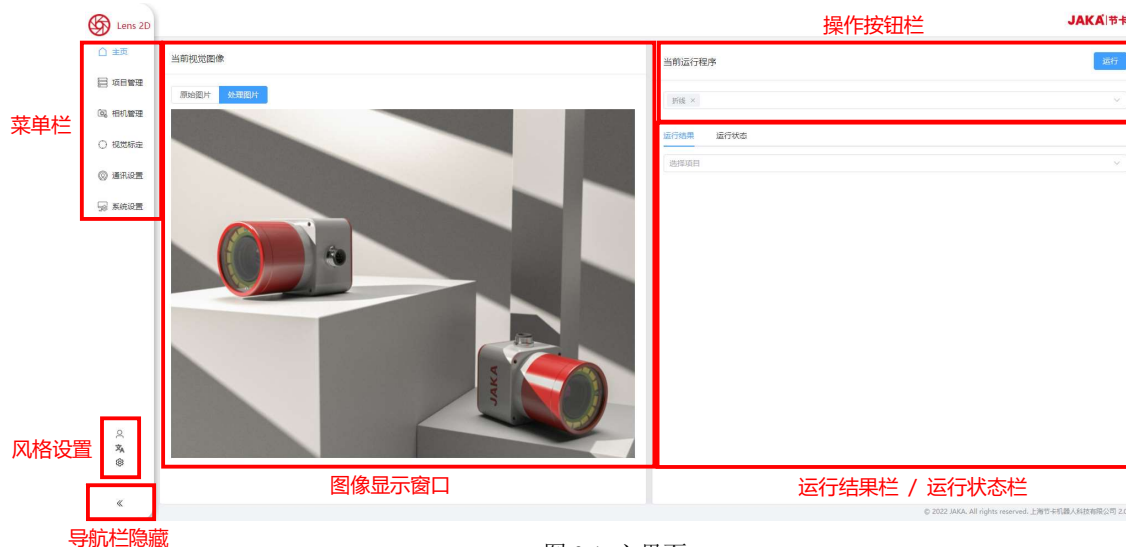 操作按钮栏
Lens 2D
JAKA 节卡
主页
项目管理
相机管理
视觉标定
通讯设置
系统设置
菜单栏
当前视觉图像
原始图片 处理图片
JAKA
当前运行程序
运行
折线 ×
运行结果 运行状态
选择项目
风格设置
图像显示窗口
运行结果栏 / 运行状态栏
© 2022 JAKA. All rights reserved. 上海节卡机器人科技有限公司 2.0
导航栏隐藏